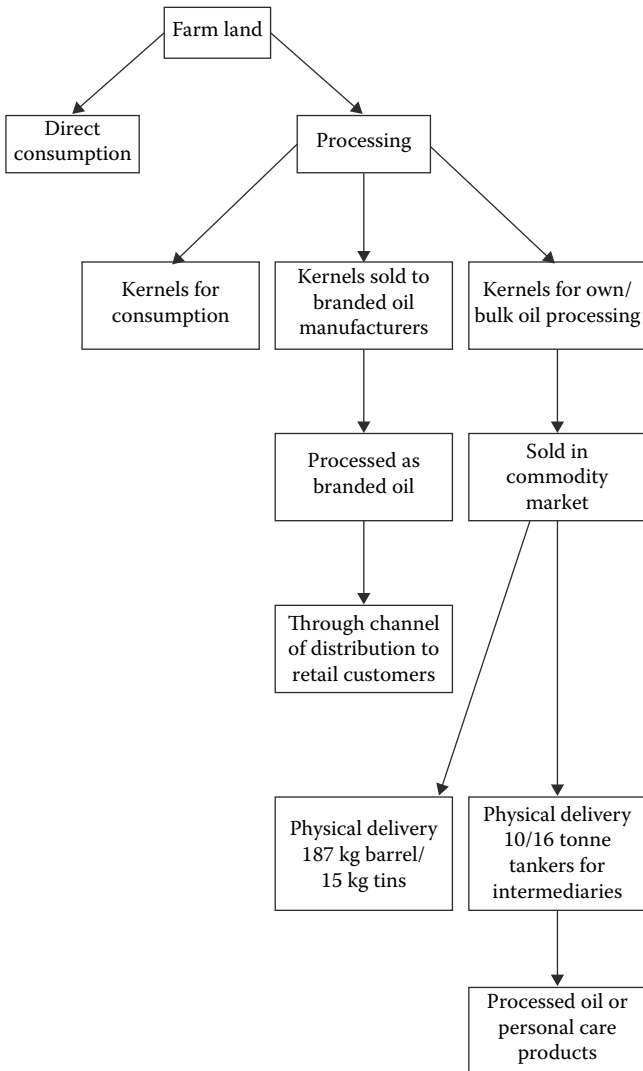 Farm land
Direct
consumption
Processing
Kernels for
consumption
Kernels sold to
branded oil
manufacturers
Kernels for own/
bulk oil processing
Processed as
branded oil
Sold in
commodity
market
Through channel
of distribution to
retail customers
Physical delivery
187 kg barrel/
15 kg tins
Physical delivery
10/16 tonne
tankers for
intermediaries
Processed oil or
personal care
products